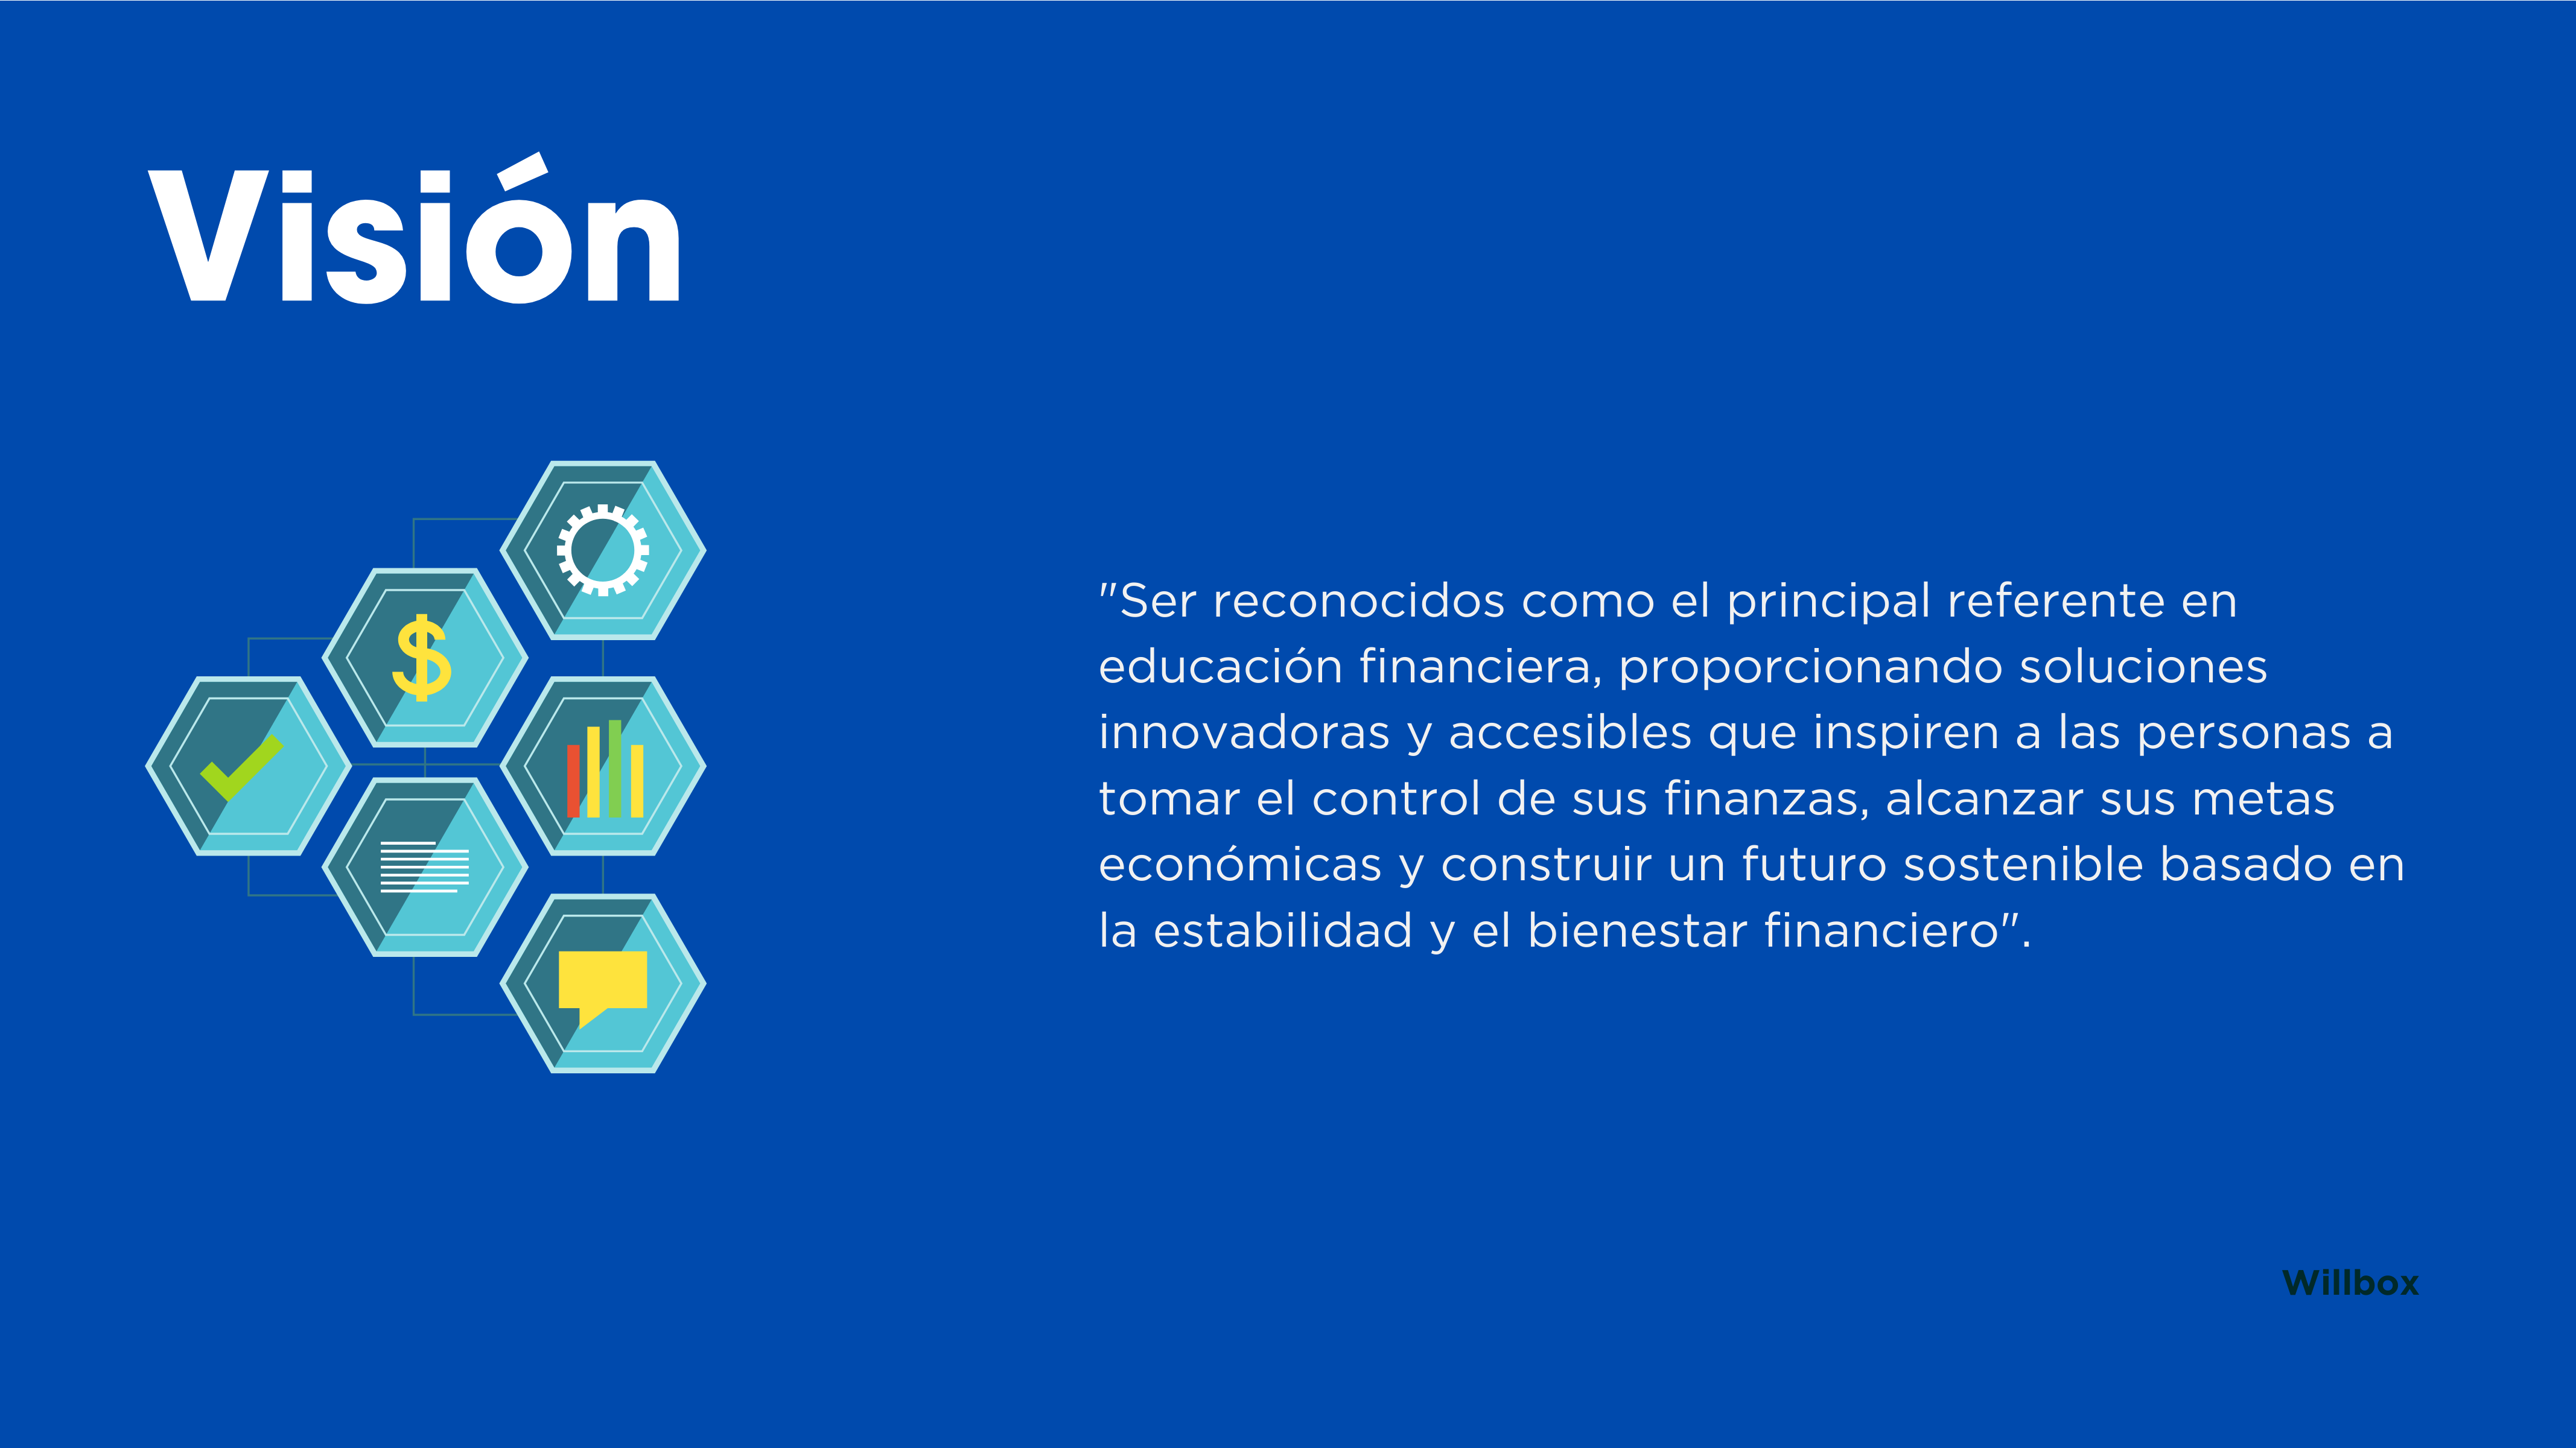 Visión
"Ser reconocidos como el principal referente en
educación financiera, proporcionando soluciones
innovadoras y accesibles que inspiren a las personas a
tomar el control de sus finanzas, alcanzar sus metas
económicas y construir un futuro sostenible basado en
la estabilidad y el bienestar financiero".
Willbox